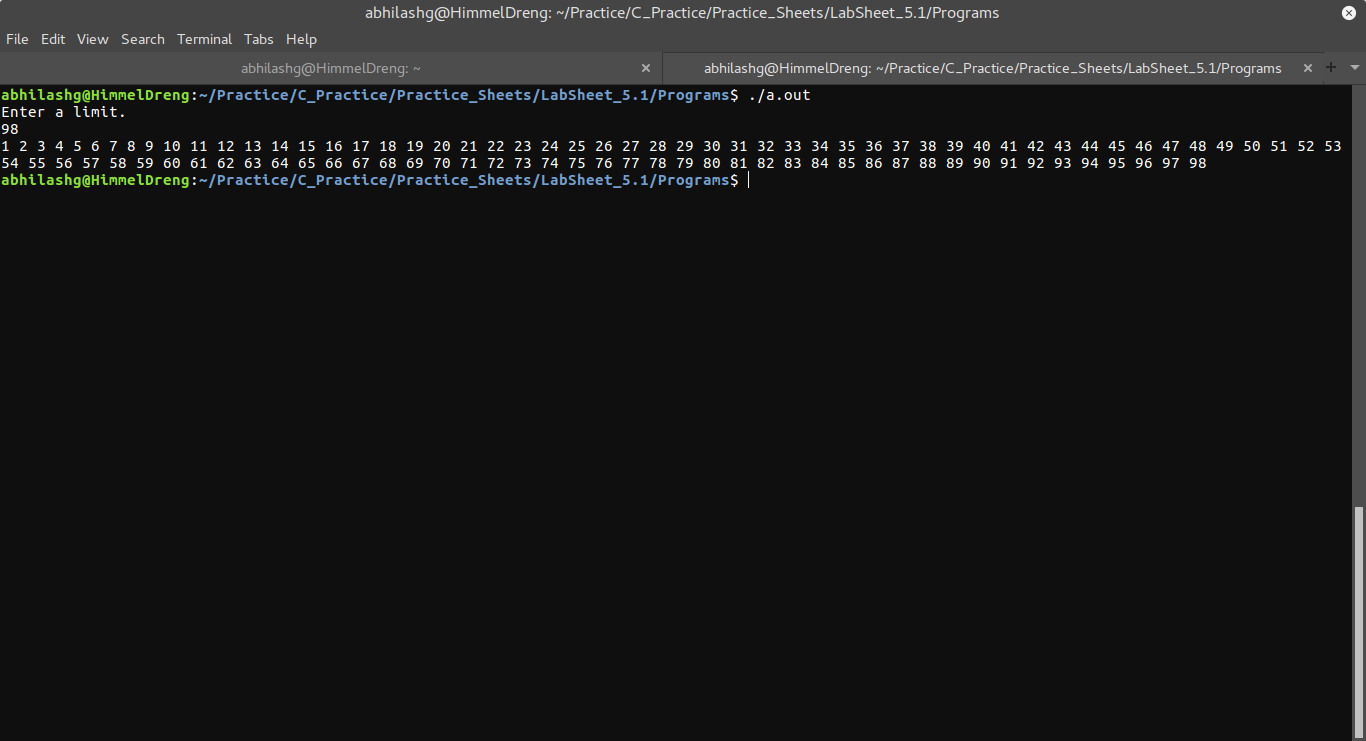 abhilashg@HimmelDreng: ~/Practice/C_Practice/Practice_Sheets/LabSheet_5.1/Programs
File Edit View Search Terminal Tabs Help
abhilashg@HimmelDreng: ~
abhilashg@HimmelDreng: ~/Practice/C_Practice/Practice_Sheets/LabSheet_5.1/Programs
abhilashg@HimmelDreng:~/Practice/C_Practice/Practice_Sheets/LabSheet_5.1/Programs$ ./a.out
Enter a limit.
98
1 2 3 4 5 6 7 8 9 10 11 12 13 14 15 16 17 18 19 20 21 22 23 24 25 26 27 28 29 30 31 32 33 34 35 36 37 38 39 40 41 42 43 44 45 46 47 48 49 50 51 52 53
54 55 56 57 58 59 60 61 62 63 64 65 66 67 68 69 70 71 72 73 74 75 76 77 78 79 80 81 82 83 84 85 86 87 88 89 90 91 92 93 94 95 96 97 98
abhilashg@HimmelDreng:~/Practice/C_Practice/Practice_Sheets/LabSheet_5.1/Programs$